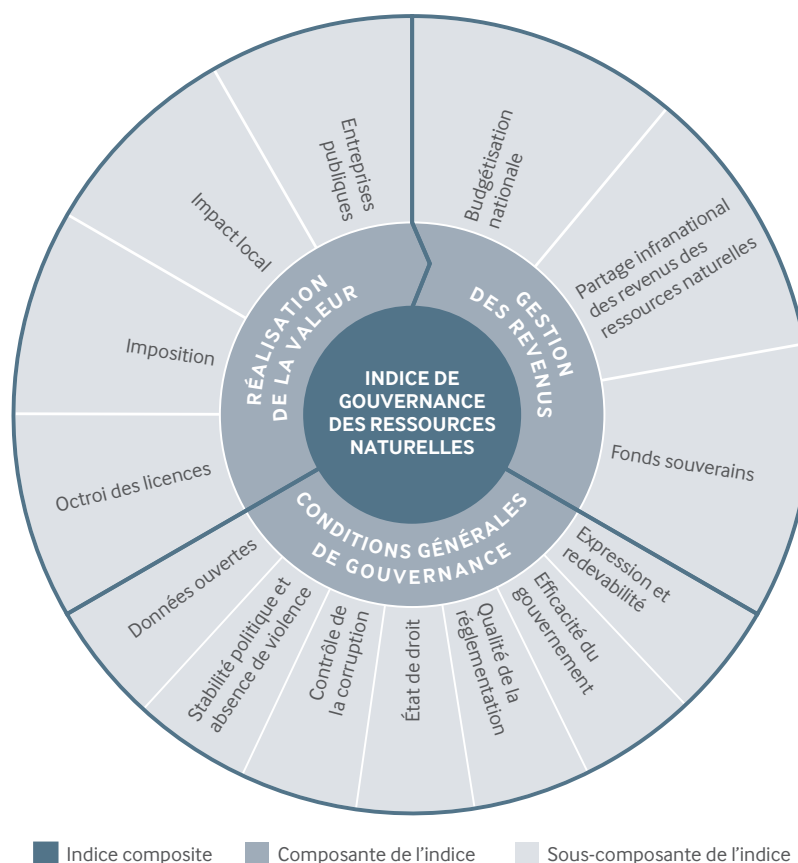 INDICE DE
GOUVERNANCE
DES RESSOURCES
NATURELLES
RÉALISATION
DE LA VALEUR
Octroi des licences
Imposition
Impact local
Entreprises
publiques
GESTION
DES REVENUS
Budgétisation
nationale
Partage infranational
des revenus des
ressources naturelles
Fonds souverains
CONDITIONS GÉNÉRALES
DE GOUVERNANCE
Expression et
redevabilité
Efficacité du
gouvernement
Qualité de la
réglementation
État de droit
Contrôle de
la corruption
Stabilité politique et
absence de violence
Données ouvertes
Indice composite
Composante de l’indice
Sous-composante de l’indice